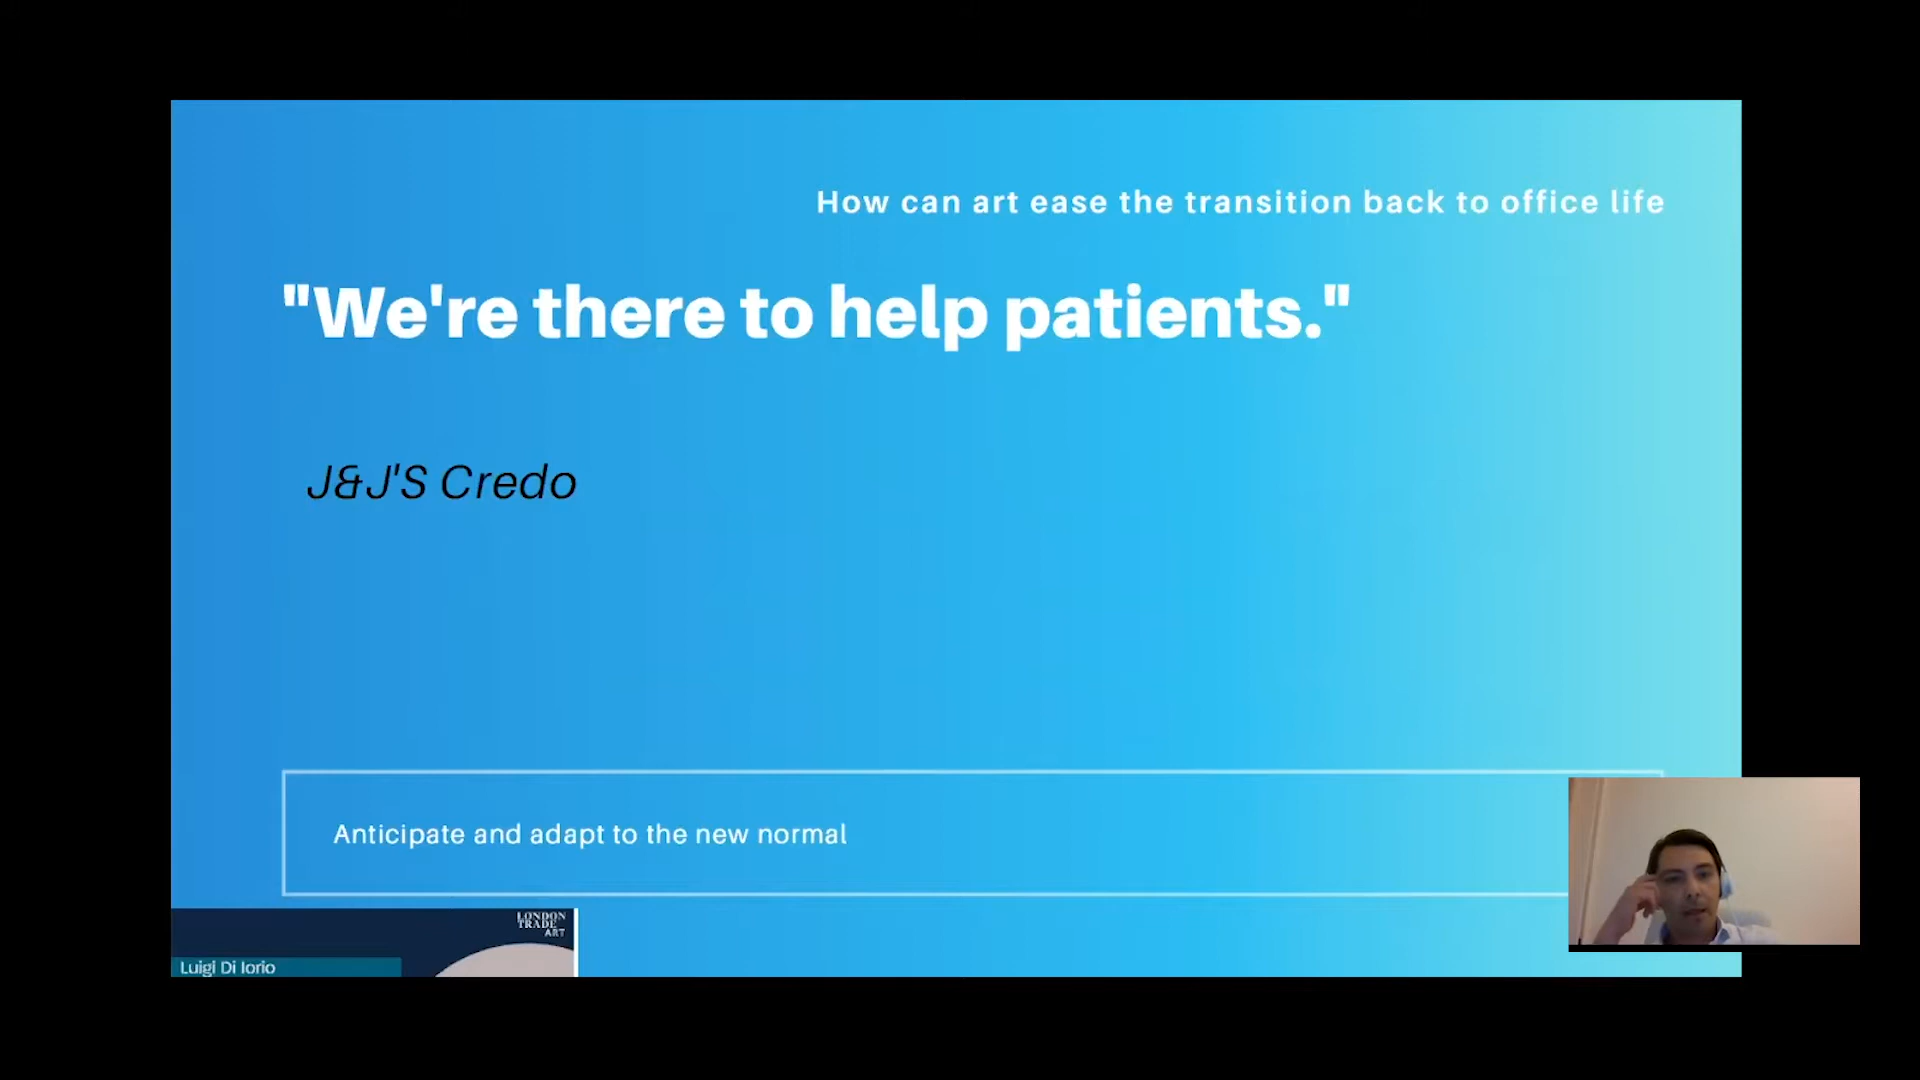 How can art ease the transition back to office life
"We're there to help patients."
J&J'S Credo
Anticipate and adapt to the new normal
LONDON
TRADE
ART
Luigi Di Iorio